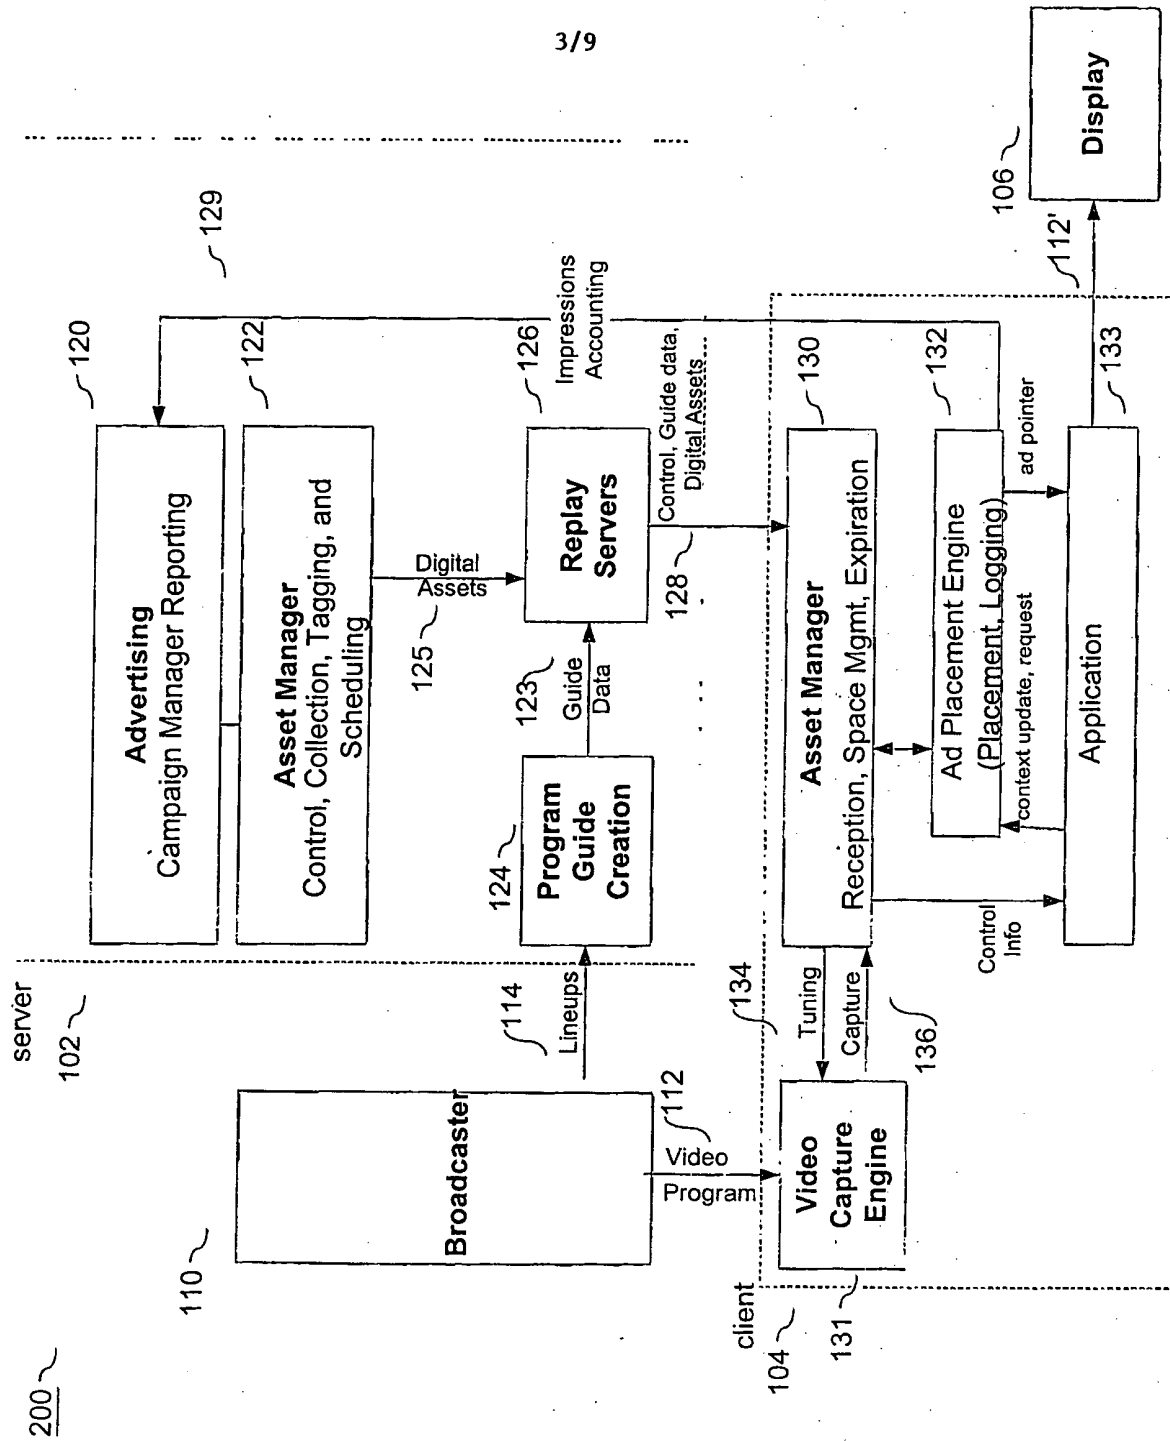 3/9
200
server
102
110
Broadcaster
114
Lineups
112
Video
Program
120
Advertising
Campaign Manager Reporting
122
Asset Manager
Control, Collection, Tagging, and
Scheduling
129
125
Digital
Assets
124
Program
Guide
Creation
123
Guide
Data
126
Replay
Servers
Impressions
Accounting
128
Control, Guide data,
Digital Assets
client
104
131
Video
Capture
Engine
134
Tuning
Capture
136
130
Asset Manager
Reception, Space Mgmt, Expiration
132
Ad Placement Engine
(Placement, Logging)
context update, request
ad pointer
Control
Info
133
Application
112'
106
Display